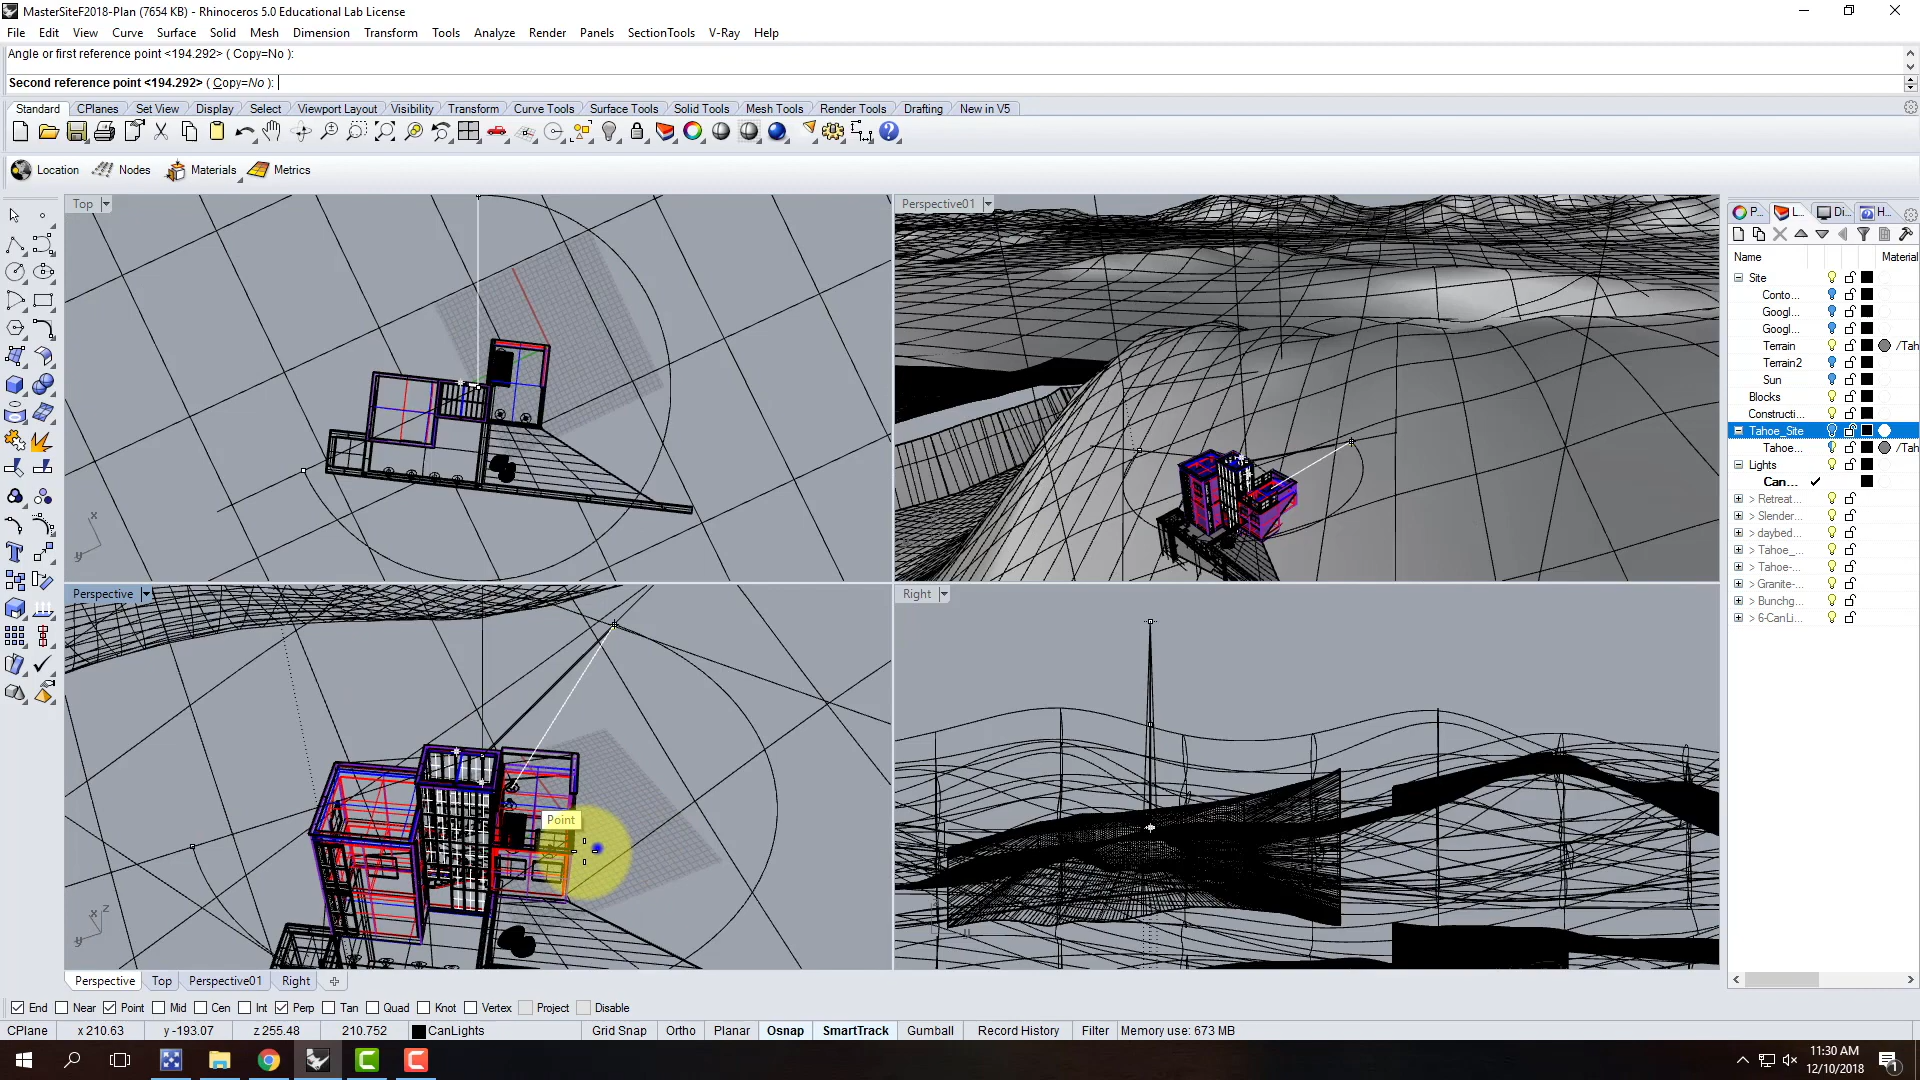 MasterSiteF2018-Plan (7654 KB) - Rhinoceros 5.0 Educational Lab License
File Edit View Curve Surface Solid Mesh Dimension Transform Tools Analyze Render Panels SectionTools V-Ray Help
Angle or first reference point <194.292> ( Copy=No ):
Second reference point <194.292> ( Copy=No ):
Standard CPlanes Set View Display Select Viewport Layout Visibility Transform Curve Tools Surface Tools Solid Tools Mesh Tools Render Tools Drafting New in V5
Location Nodes Materials Metrics
Top
Perspective01
P... L... Di... H...
Name Material
Site
Conto...
Googl...
Googl...
Terrain /Tah
Terrain2
Sun
Blocks
Constructi...
Tahoe_Site
Tahoe... /Tah
Lights
Can...
> Retreat...
> Slender...
> daybed...
> Tahoe_...
> Tahoe-...
> Granite-...
> Bunchg...
> 6-CanLi...
x
y
Perspective
Right
Point
x z
y
Perspective Top Perspective01 Right
End Near Point Mid Cen Int Perp Tan Quad Knot Vertex Project Disable
CPlane x 210.63 y -193.07 z 255.48 210.752 CanLights Grid Snap Ortho Planar Osnap SmartTrack Gumball Record History Filter Memory use: 673 MB
11:30 AM
12/10/2018
1